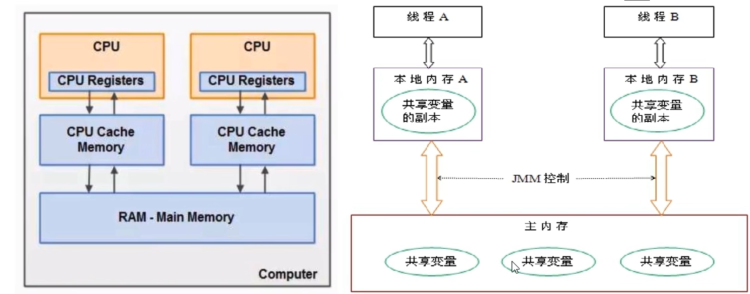 CPU
CPU
CPU Registers
CPU Registers
CPU Cache
Memory
CPU Cache
Memory
RAM - Main Memory
Computer
线程 A
线程 B
本地内存 A
本地内存 B
共享变量
的副本
共享变量
的副本
JMM 控制
主内存
共享变量
共享变量
共享变量